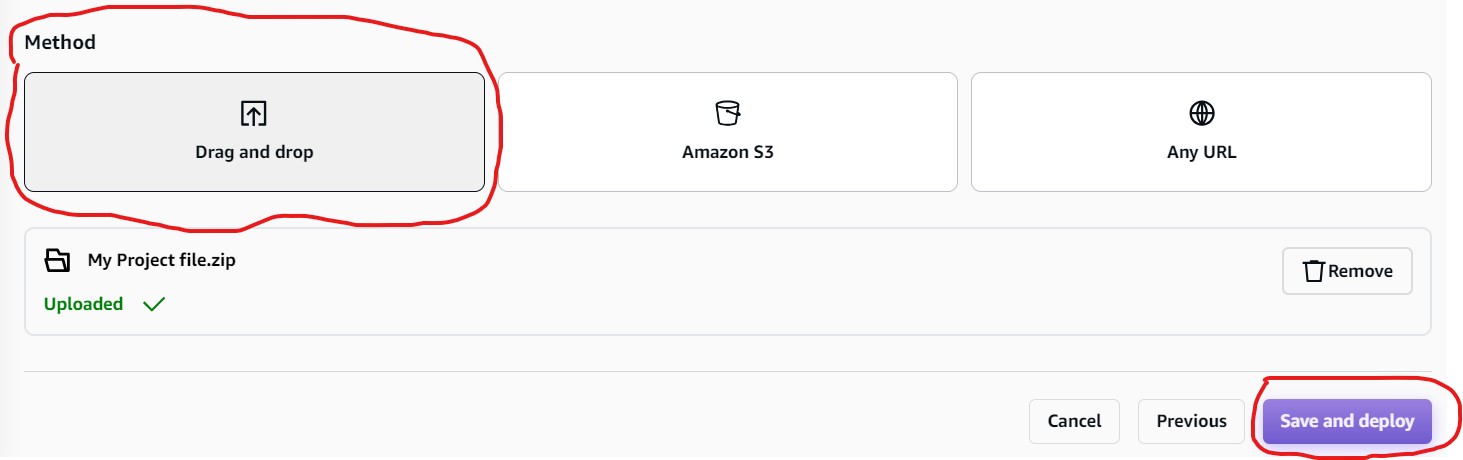 Method
Drag and drop
Amazon S3
Any URL
My Project file.zip
Remove
Uploaded
Cancel
Previous
Save and deploy